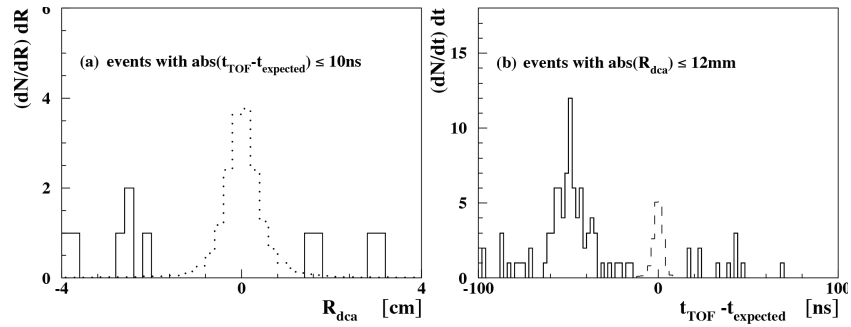 (dN/dR) dR
6
4
2
0
(a) events with abs(t_TOF-t_expected) ≤ 10ns
-4
0
4
R_dca [cm]
(dN/dt) dt
15
10
5
0
(b) events with abs(R_dca) ≤ 12mm
-100
0
100
t_TOF -t_expected [ns]